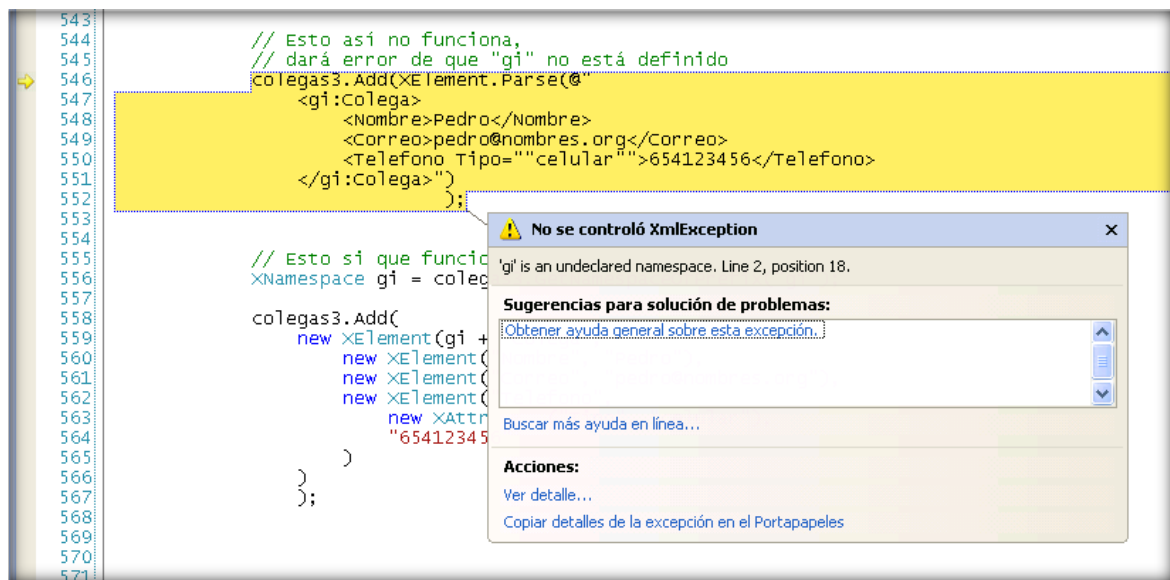 543
544 // Esto así no funciona,
545 // dará error de que "gi" no está definido
546 colegas3.Add(XElement.Parse(@"
547 <gi:Colega>
548 <Nombre>Pedro</Nombre>
549 <Correo>pedro@nombres.org</Correo>
550 <Telefono Tipo=""celular"">654123456</Telefono>
551 </gi:Colega>")
552 );
553
554
555 // Esto si que funcio
556 XNamespace gi = coleg
557
558 colegas3.Add(
559 new XElement(gi +
560 new XElement(
561 new XElement(
562 new XElement(
563 new XAttr
564 "65412345
565 )
566 )
567 );
568
569
570
571
No se controló XmlException
'gi' is an undeclared namespace. Line 2, position 18.
Sugerencias para solución de problemas:
Obtener ayuda general sobre esta excepción.
Buscar más ayuda en línea...
Acciones:
Ver detalle...
Copiar detalles de la excepción en el Portapapeles